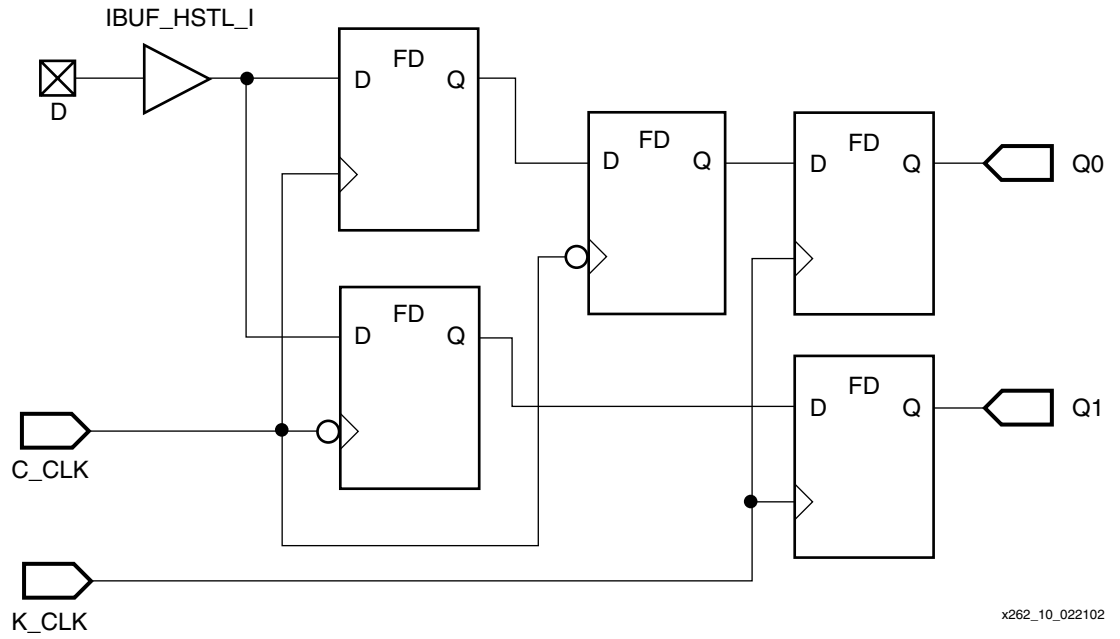 IBUF_HSTL_I
D
D FD Q
D FD Q
D FD Q
Q0
D FD Q
D FD Q
Q1
C_CLK
K_CLK
x262_10_022102